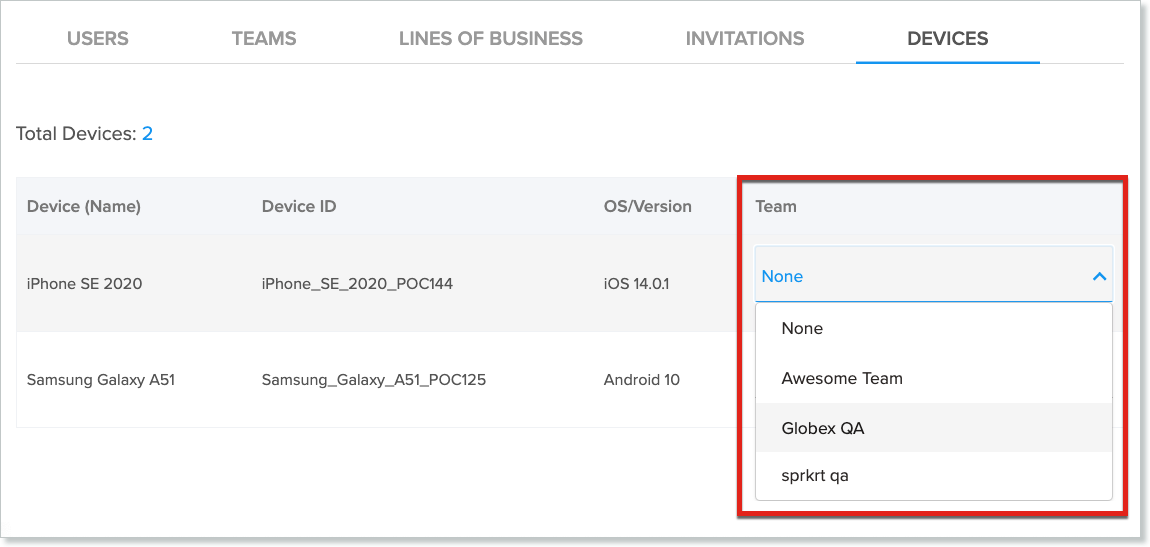 USERS TEAMS LINES OF BUSINESS INVITATIONS DEVICES
Total Devices: 2
Device (Name) Device ID OS/Version Team
iPhone SE 2020 iPhone_SE_2020_POC144 iOS 14.0.1 None
None
Awesome Team
Samsung Galaxy A51 Samsung_Galaxy_A51_POC125 Android 10
Globex QA
sprkrt qa